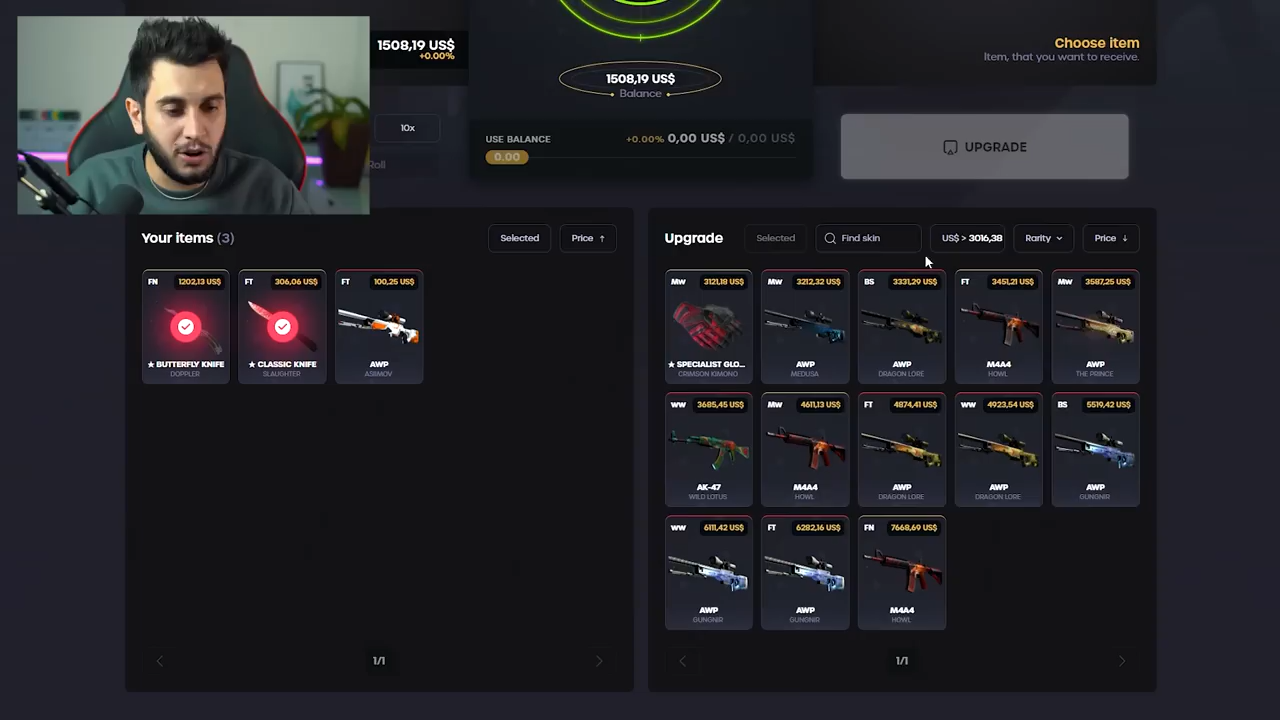 1508,19 US$
+0.00%
10x
Roll
1508,19 US$
Balance
USE BALANCE
+0.00% 0,00 US$ / 0,00 US$
0.00
Choose item
Item, that you want to receive.
UPGRADE
Your items (3)
Selected
Price ↑
FN 1202,13 US$
★ BUTTERFLY KNIFE
DOPPLER
FT 306,06 US$
★ CLASSIC KNIFE
SLAUGHTER
FT 100,25 US$
AWP
ASIIMOV
1/1
Upgrade
Selected
Find skin
US$ > 3016,38
Rarity
Price ↓
MW 3121,18 US$
★ SPECIALIST GLO...
CRIMSON KIMONO
MW 3212,32 US$
AWP
MEDUSA
BS 3331,29 US$
AWP
DRAGON LORE
FT 3451,21 US$
M4A4
HOWL
MW 3587,25 US$
AWP
THE PRINCE
WW 3685,45 US$
AK-47
WILD LOTUS
MW 4611,13 US$
M4A4
HOWL
FT 4874,41 US$
AWP
DRAGON LORE
WW 4923,54 US$
AWP
DRAGON LORE
BS 5519,42 US$
AWP
GUNGNIR
WW 6111,42 US$
AWP
GUNGNIR
FT 6282,16 US$
AWP
GUNGNIR
FN 7668,69 US$
M4A4
HOWL
1/1